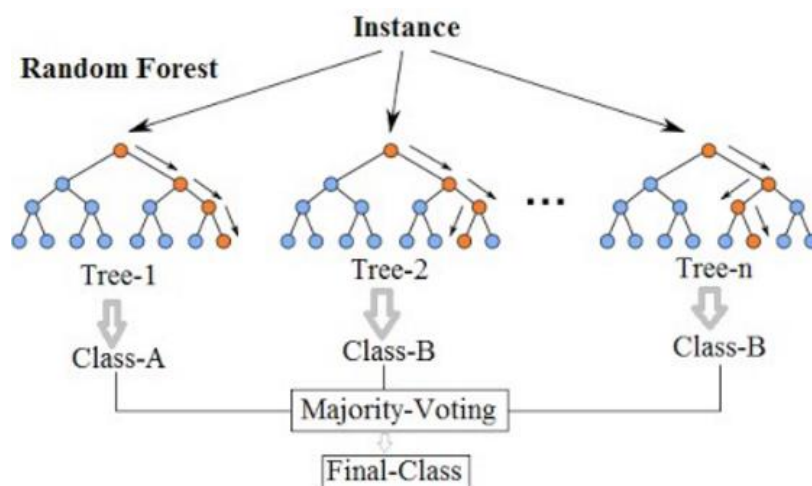 Instance
Random Forest
...
Tree-1 Tree-2 Tree-n
Class-A Class-B Class-B
Majority-Voting
Final-Class